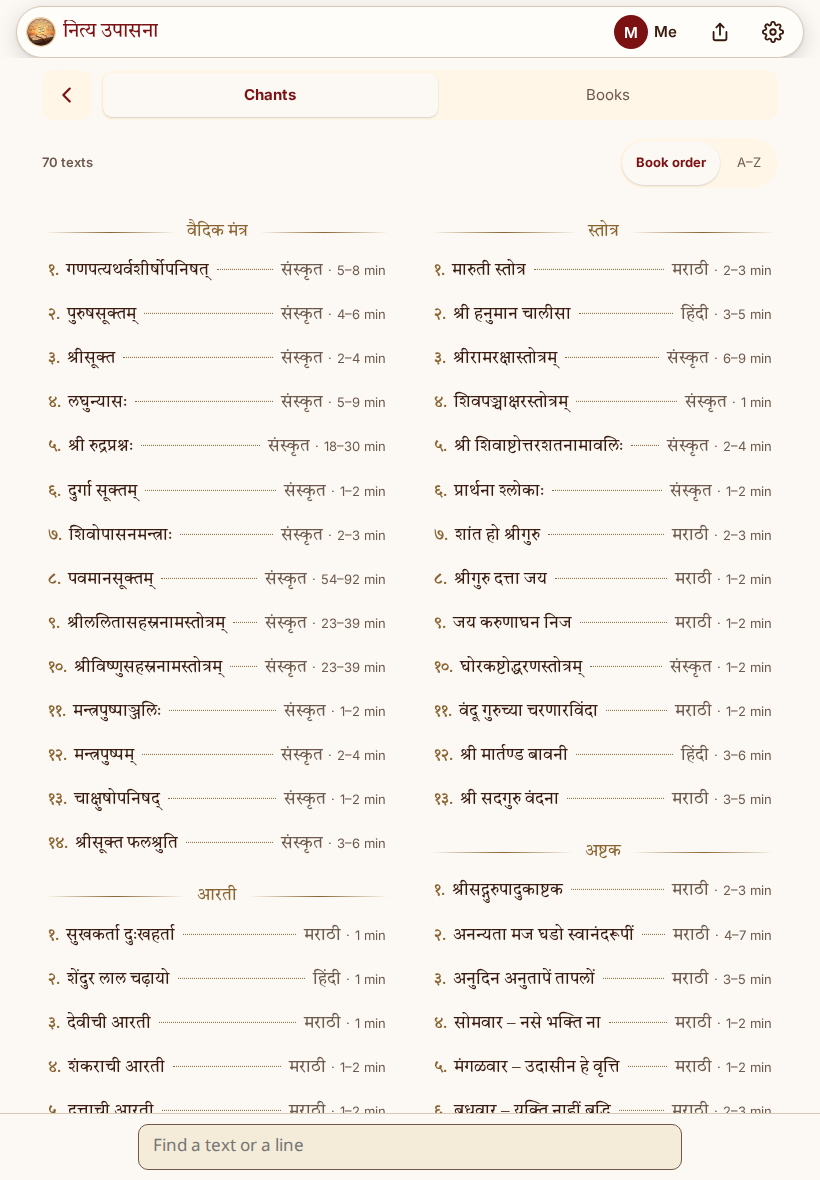 नित्य उपासना
M Me
Chants
Books
70 texts
Book order
A–Z
वैदिक मंत्र
१. गणपत्यथर्वशीर्षोपनिषत् संस्कृत · 5–8 min
२. पुरुषसूक्तम् संस्कृत · 4–6 min
३. श्रीसूक्त संस्कृत · 2–4 min
४. लघुन्यासः संस्कृत · 5–9 min
५. श्री रुद्रप्रश्नः संस्कृत · 18–30 min
६. दुर्गा सूक्तम् संस्कृत · 1–2 min
७. शिवोपासनमन्त्राः संस्कृत · 2–3 min
८. पवमानसूक्तम् संस्कृत · 54–92 min
९. श्रीललितासहस्रनामस्तोत्रम् संस्कृत · 23–39 min
१०. श्रीविष्णुसहस्रनामस्तोत्रम् संस्कृत · 23–39 min
११. मन्त्रपुष्पाञ्जलिः संस्कृत · 1–2 min
१२. मन्त्रपुष्पम् संस्कृत · 2–4 min
१३. चाक्षुषोपनिषद् संस्कृत · 1–2 min
१४. श्रीसूक्त फलश्रुति संस्कृत · 3–6 min
आरती
१. सुखकर्ता दुःखहर्ता मराठी · 1 min
२. शेंदुर लाल चढ़ायो हिंदी · 1 min
३. देवीची आरती मराठी · 1 min
४. शंकराची आरती मराठी · 1–2 min
५. दत्ताची आरती मराठी · 1–2 min
स्तोत्र
१. मारुती स्तोत्र मराठी · 2–3 min
२. श्री हनुमान चालीसा हिंदी · 3–5 min
३. श्रीरामरक्षास्तोत्रम् संस्कृत · 6–9 min
४. शिवपञ्चाक्षरस्तोत्रम् संस्कृत · 1 min
५. श्री शिवाष्टोत्तरशतनामावलिः संस्कृत · 2–4 min
६. प्रार्थना श्लोकाः संस्कृत · 1–2 min
७. शांत हो श्रीगुरु मराठी · 2–3 min
८. श्रीगुरु दत्ता जय मराठी · 1–2 min
९. जय करुणाघन निज मराठी · 1–2 min
१०. घोरकष्टोद्धरणस्तोत्रम् संस्कृत · 1–2 min
११. वंदू गुरुच्या चरणारविंदा मराठी · 1–2 min
१२. श्री मार्तण्ड बावनी हिंदी · 3–6 min
१३. श्री सदगुरु वंदना मराठी · 3–5 min
अष्टक
१. श्रीसद्गुरुपादुकाष्टक मराठी · 2–3 min
२. अनन्यता मज घडो स्वानंदरूपीं मराठी · 4–7 min
३. अनुदिन अनुतापें तापलों मराठी · 3–5 min
४. सोमवार – नसे भक्ति ना मराठी · 1–2 min
५. मंगळवार – उदासीन हे वृत्ति मराठी · 1–2 min
६. बुधवार – युक्ति नाहीं बुद्धि मराठी · 2–3 min
Find a text or a line